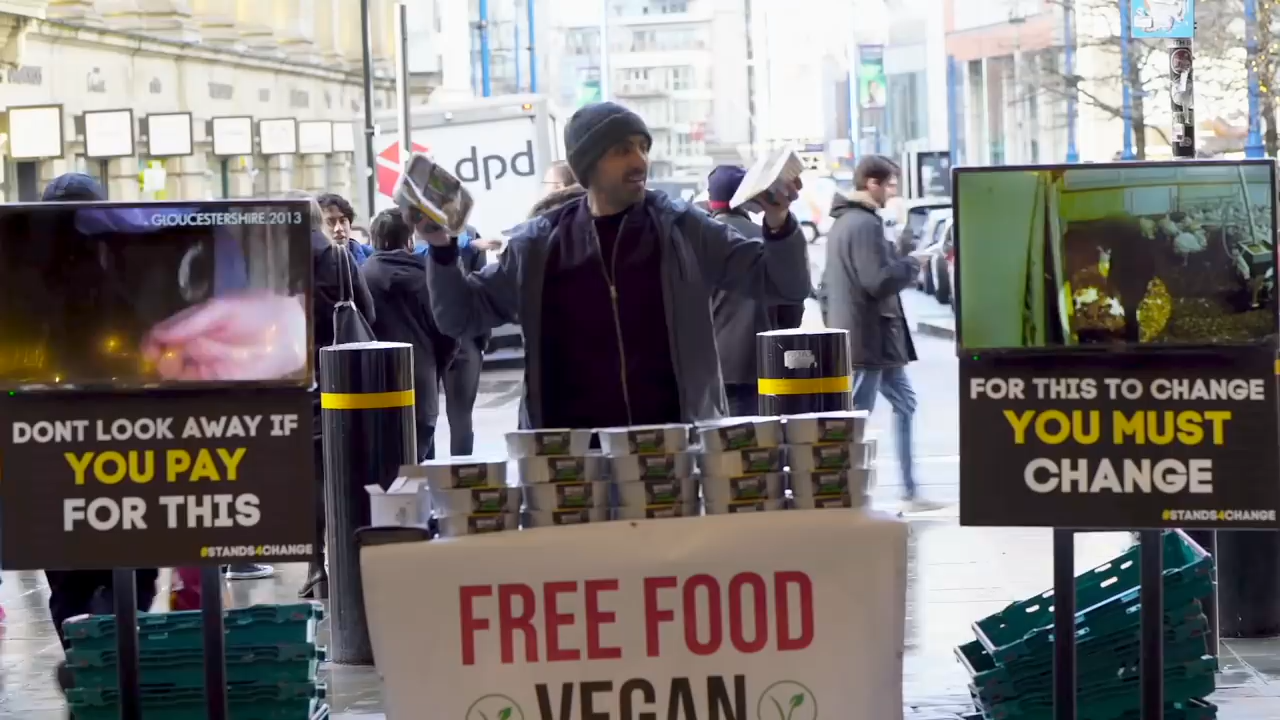 dpd
GLOUCESTERSHIRE.2013
DONT LOOK AWAY IF
YOU PAY
FOR THIS
#STANDS4CHANGE
FOR THIS TO CHANGE
YOU MUST
CHANGE
#STANDS4CHANGE
FREE FOOD
VEGAN